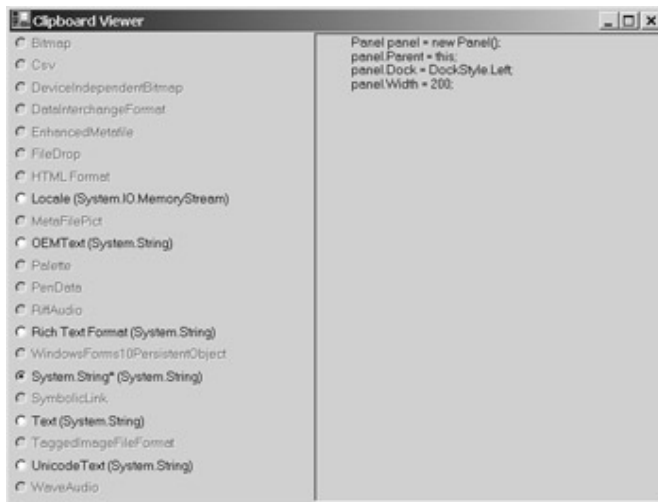 Clipboard Viewer
Bitmap
Csv
DeviceIndependentBitmap
DataInterchangeFormat
EnhancedMetafile
FileDrop
HTML Format
Locale (System.IO.MemoryStream)
MetaFilePict
OEMText (System.String)
Palette
PenData
RiffAudio
Rich Text Format (System.String)
WindowsForms10PersistentObject
System.String* (System.String)
SymbolicLink
Text (System.String)
TaggedImageFileFormat
UnicodeText (System.String)
WaveAudio
Panel panel = new Panel();
panel.Parent = this;
panel.Dock = DockStyle.Left;
panel.Width = 200;